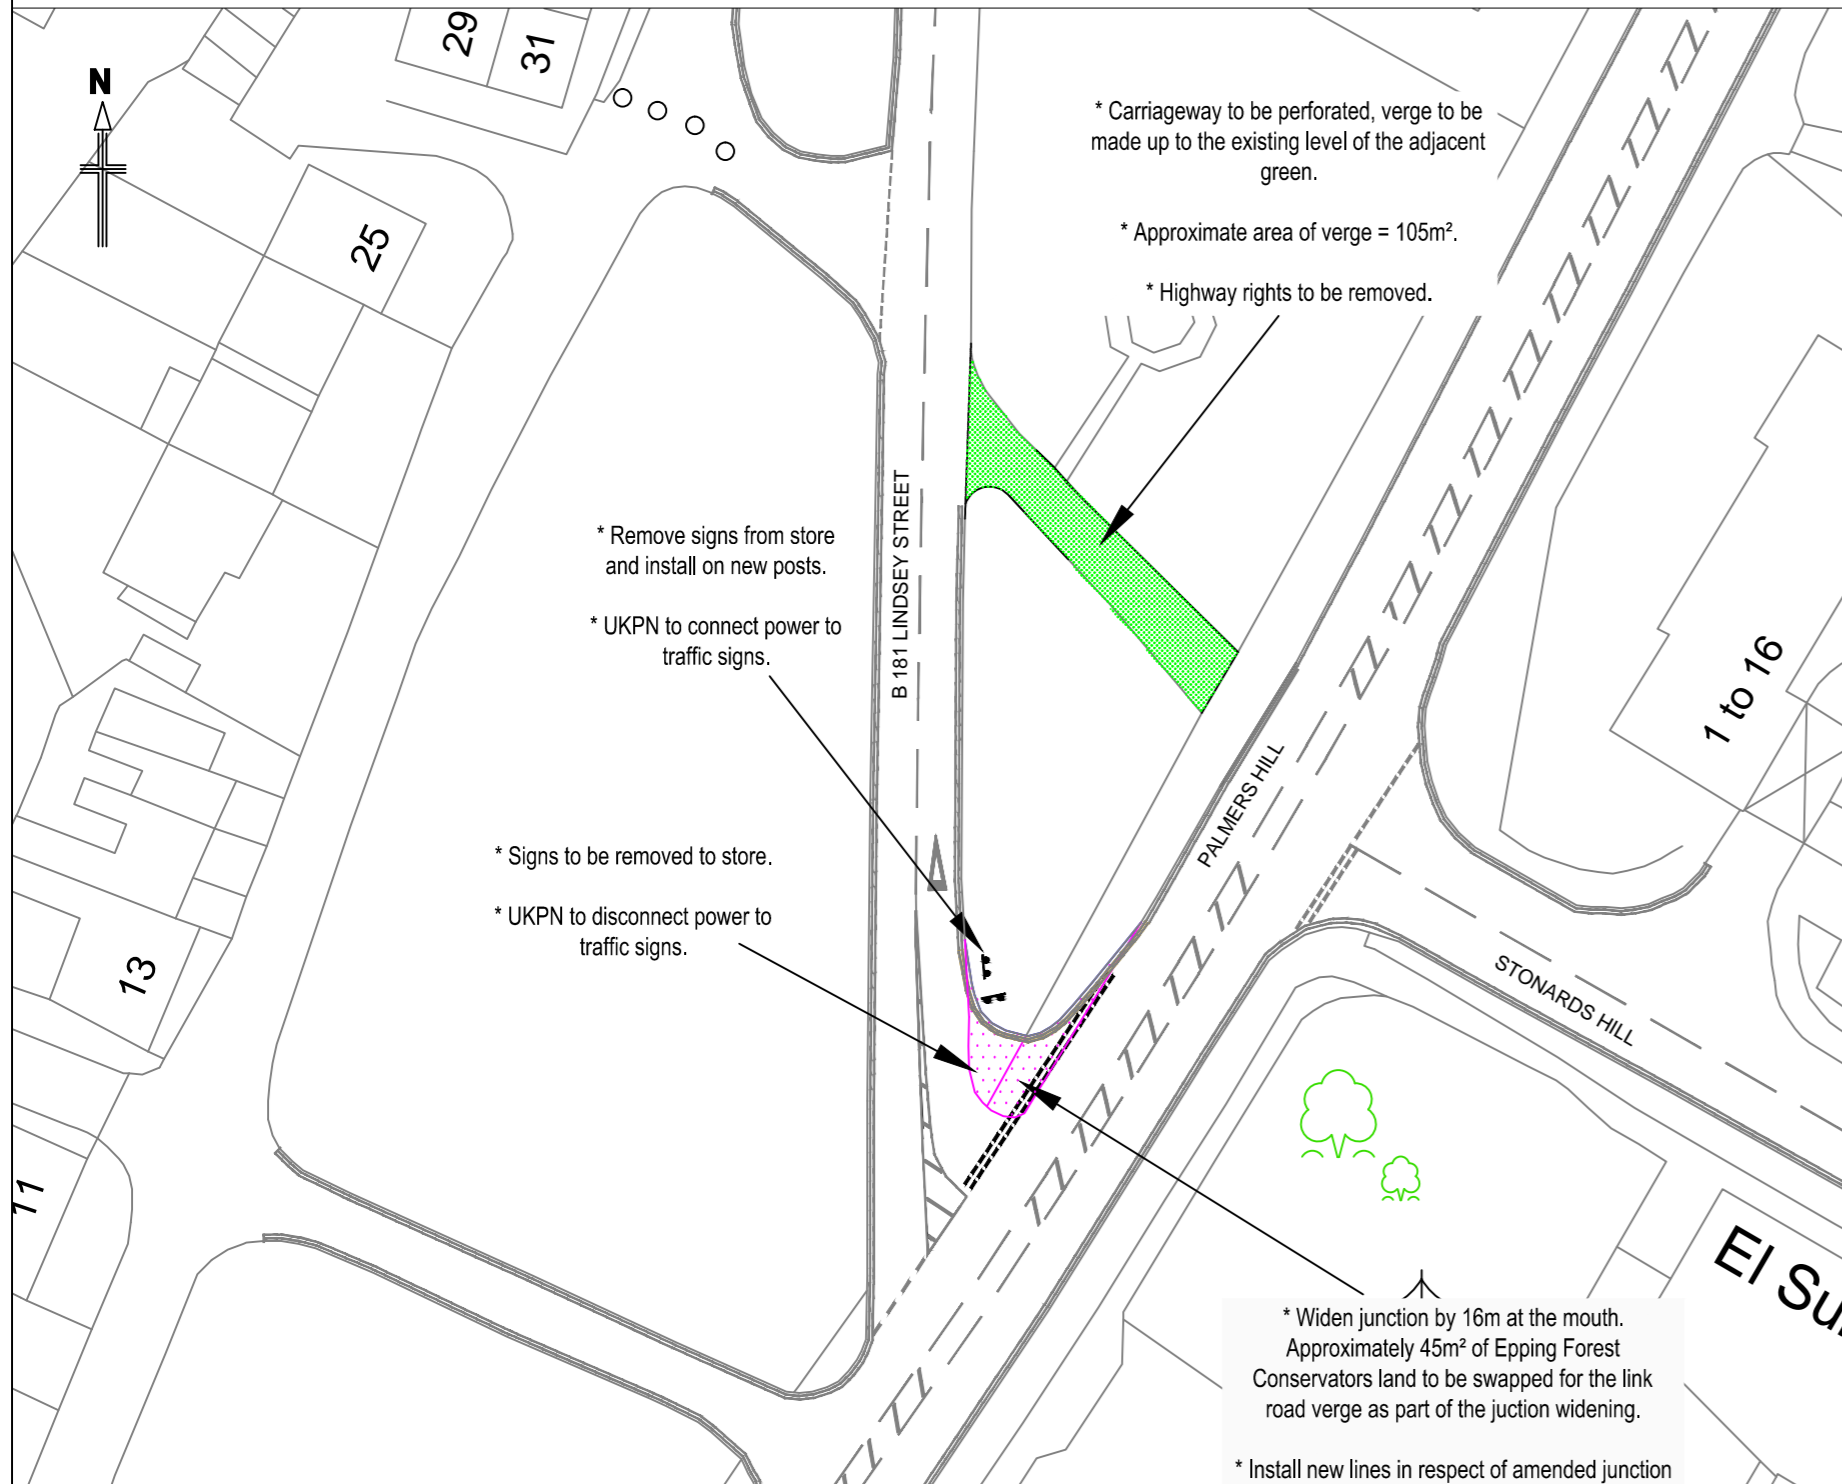 29
31
N
* Carriageway to be perforated, verge to be
made up to the existing level of the adjacent
green.
* Approximate area of verge = 105m².
* Highway rights to be removed.
25
* Remove signs from store
and install on new posts.
* UKPN to connect power to
traffic signs.
B 181 LINDSEY STREET
1 to 16
PALMERS HILL
* Signs to be removed to store.
* UKPN to disconnect power to
traffic signs.
13
STONARDS HILL
11
El Su
* Widen junction by 16m at the mouth.
Approximately 45m² of Epping Forest
Conservators land to be swapped for the link
road verge as part of the juction widening.
* Install new lines in respect of amended junction